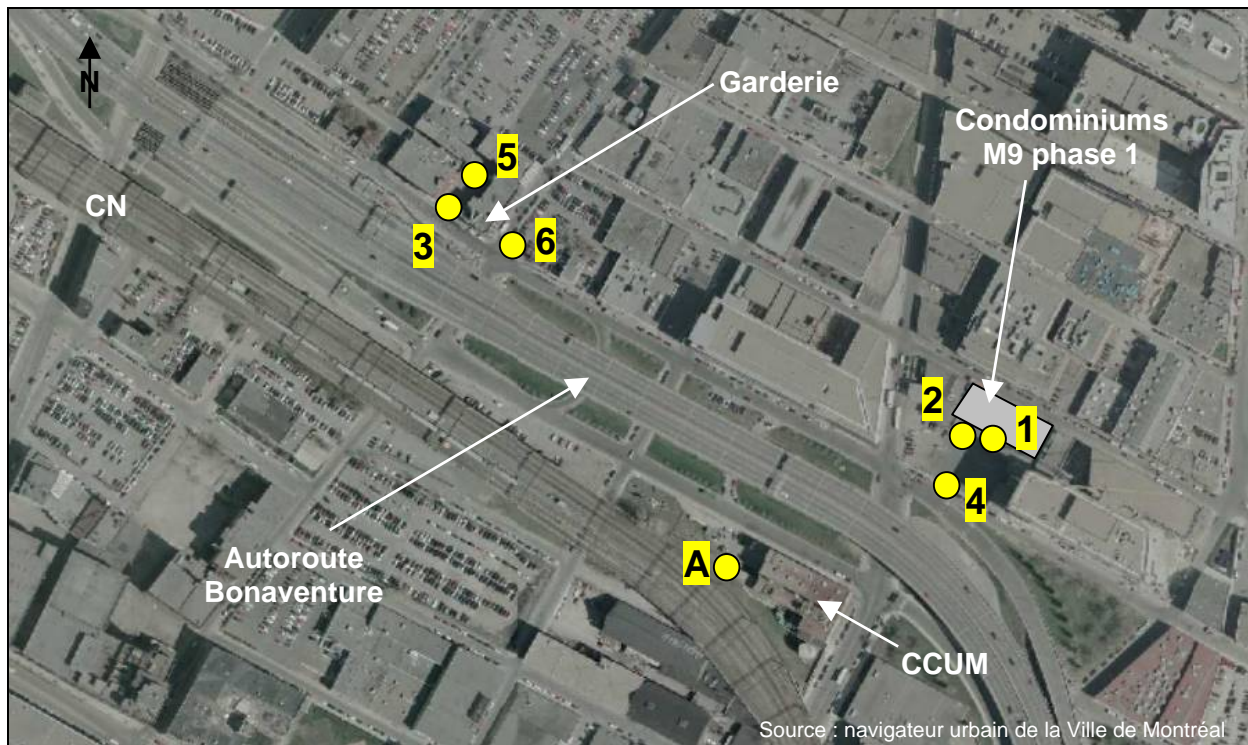 N
Garderie
Condominiums
M9 phase 1
5
CN
3
6
2
1
4
A
Autoroute
Bonaventure
CCUM
Source : navigateur urbain de la Ville de Montréal